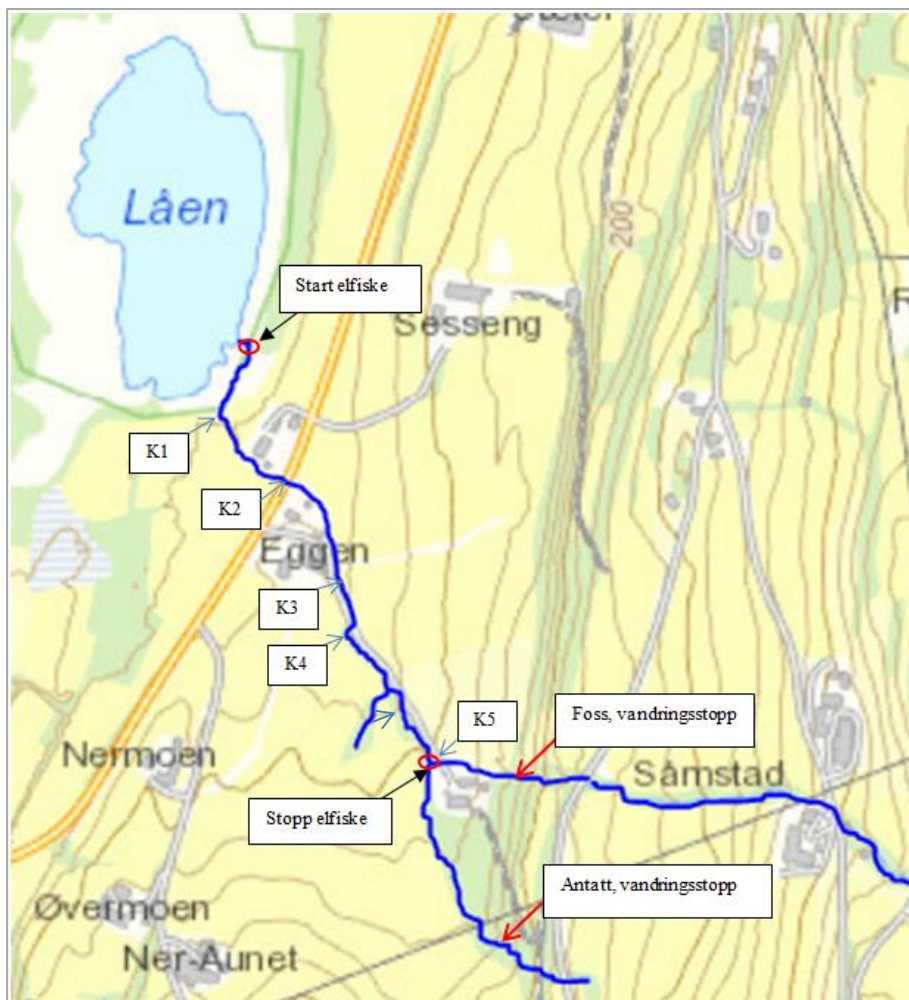 Låen
200
Start elfiske
Sesseng
K1
K2
Eggen
K3
K4
K5
Foss, vandringsstopp
Nermoen
Såmstad
Stopp elfiske
Antatt, vandringsstopp
Øvermoen
Ner-Aunet